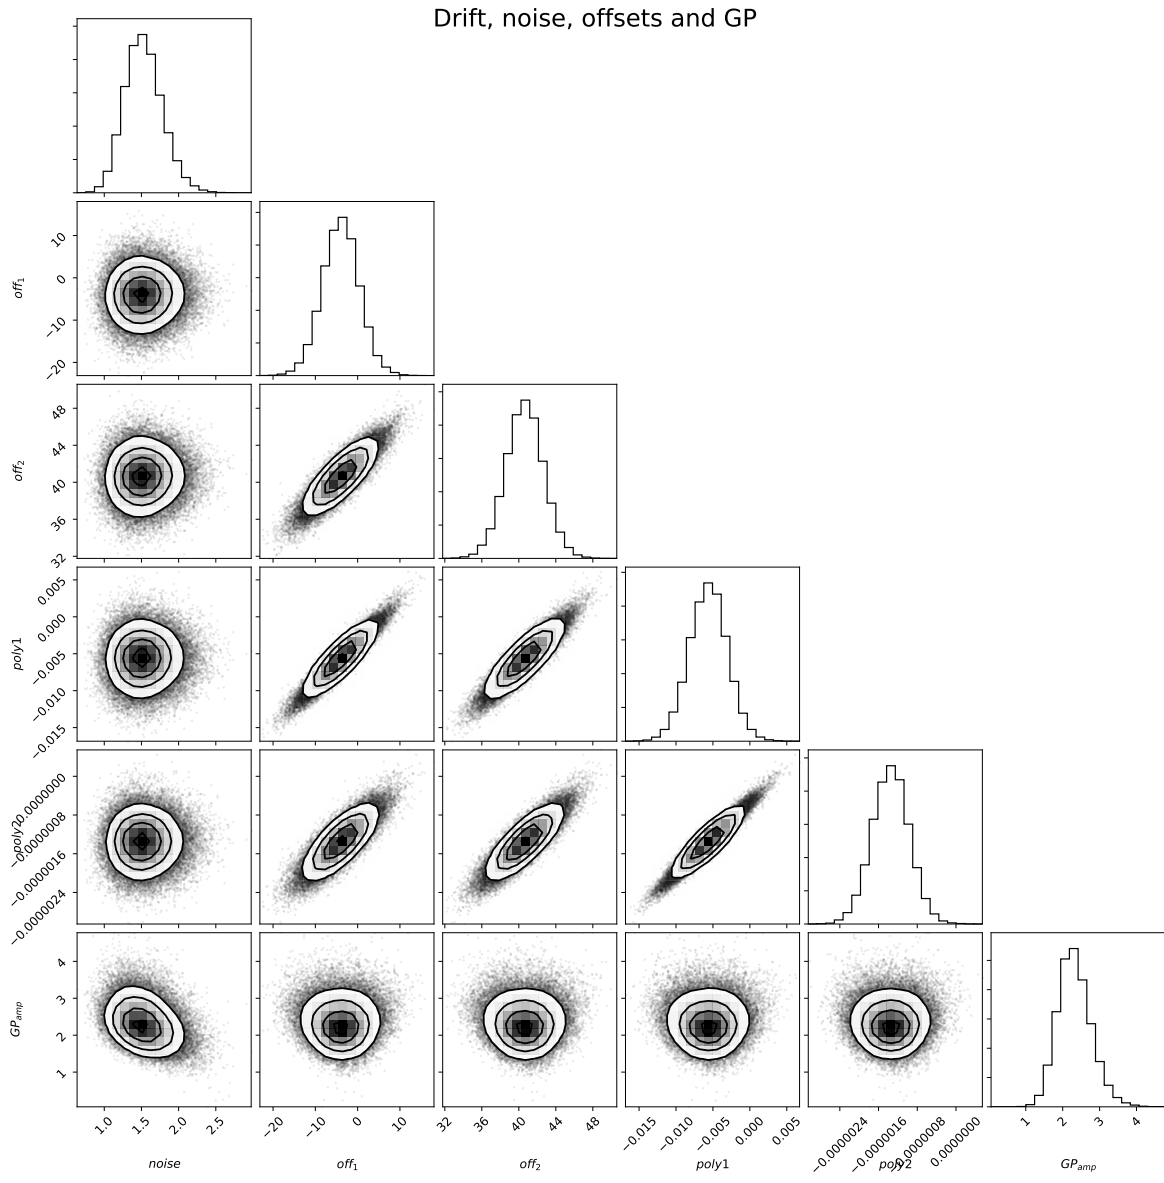 Drift, noise, offsets and GP
off1
10
0
−10
−20
off2
48
44
40
36
32
poly1
0.005
0.000
−0.005
−0.010
−0.015
poly2
0.0000000
−0.0000008
−0.0000016
−0.0000024
GPamp
4
3
2
1
1.0 1.5 2.0 2.5
−20 −10 0 10
32 36 40 44 48
−0.015 −0.010 −0.005 0.000 0.005
−0.0000024 −0.0000016 −0.0000008 0.0000000
1 2 3 4
noise off1 off2 poly1 poly2 GPamp